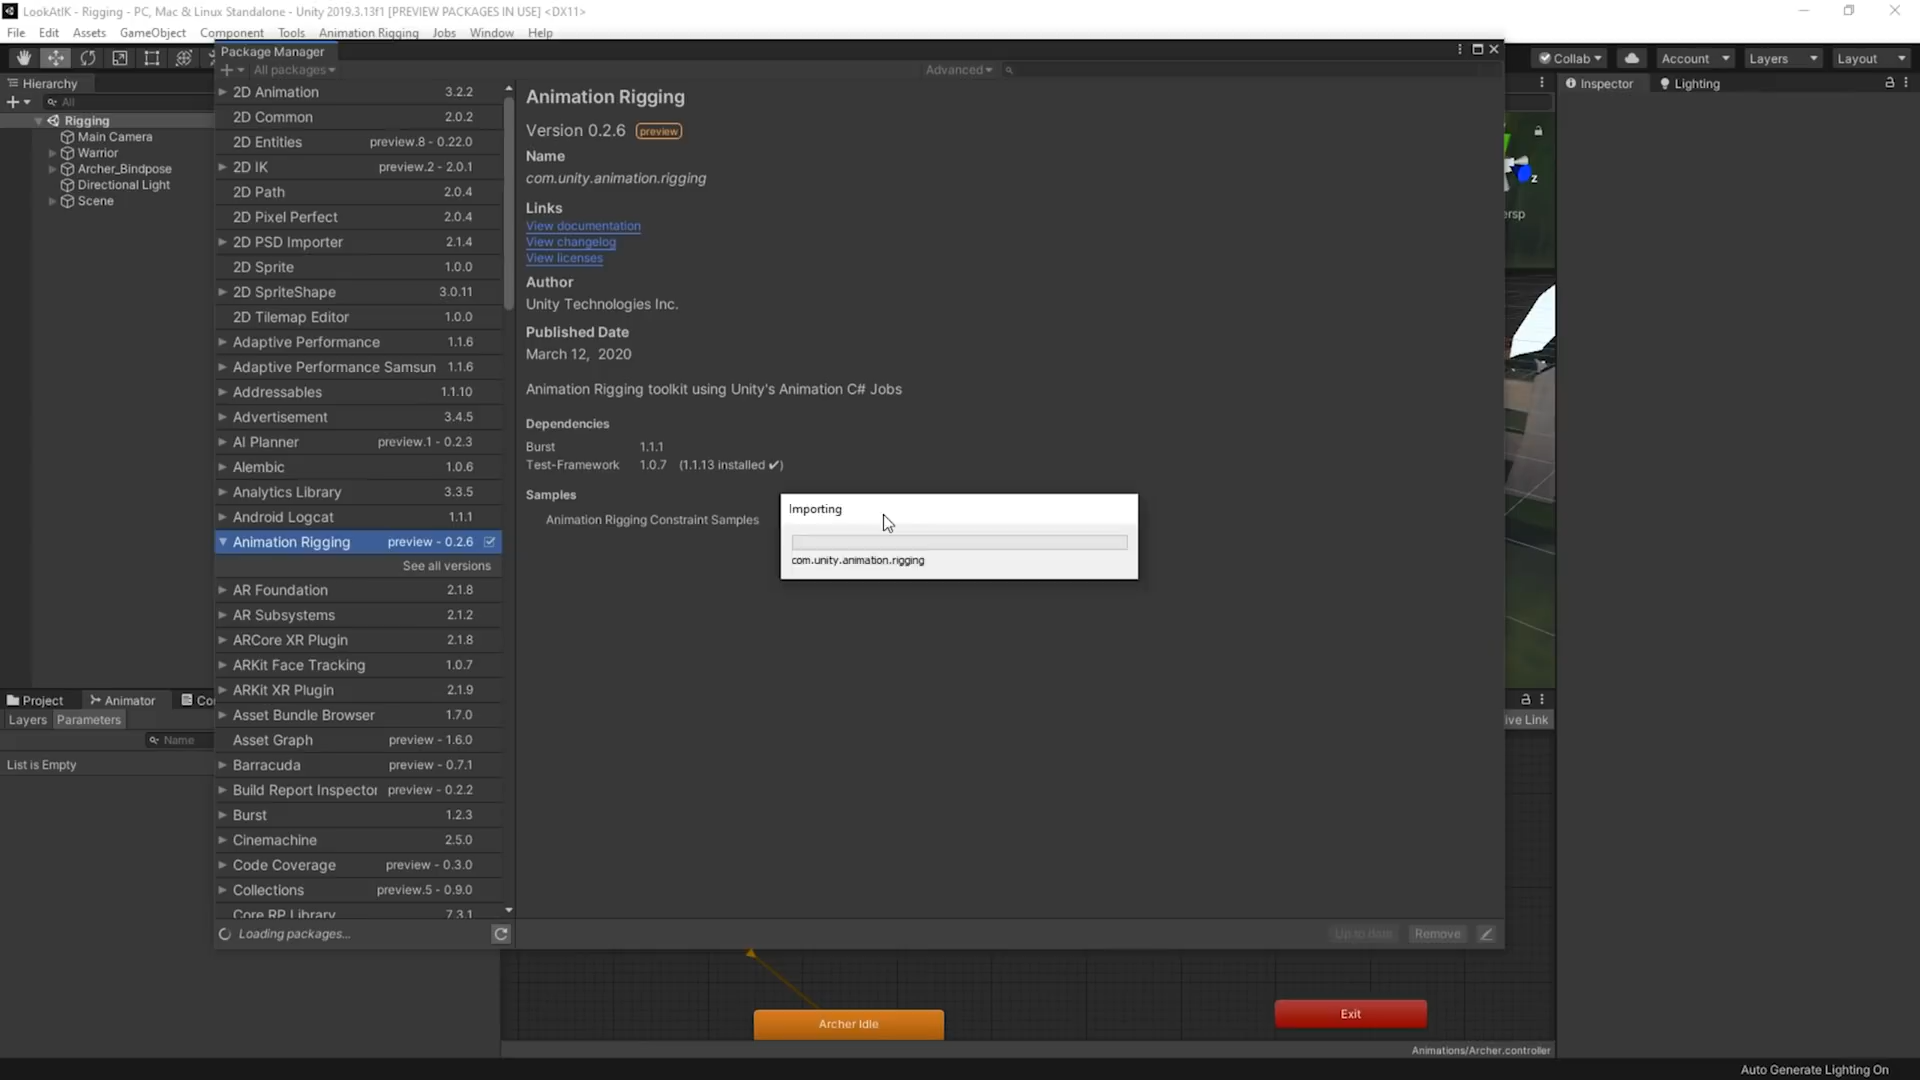 LookAtIK - Rigging - PC, Mac & Linux Standalone - Unity 2019.3.13f1 [PREVIEW PACKAGES IN USE] <DX11>
File Edit Assets GameObject Component Tools Animation Rigging Jobs Window Help
Package Manager
Collab Account Layers Layout
All packages Advanced
Hierarchy
All
Inspector Lighting
Rigging
Main Camera
Warrior
Archer_Bindpose
Directional Light
Scene
2D Animation 3.2.2
2D Common 2.0.2
2D Entities preview.8 - 0.22.0
2D IK preview.2 - 2.0.1
2D Path 2.0.4
2D Pixel Perfect 2.0.4
2D PSD Importer 2.1.4
2D Sprite 1.0.0
2D SpriteShape 3.0.11
2D Tilemap Editor 1.0.0
Adaptive Performance 1.1.6
Adaptive Performance Samsun 1.1.6
Addressables 1.1.10
Advertisement 3.4.5
AI Planner preview.1 - 0.2.3
Alembic 1.0.6
Analytics Library 3.3.5
Android Logcat 1.1.1
Animation Rigging preview - 0.2.6
See all versions
AR Foundation 2.1.8
AR Subsystems 2.1.2
ARCore XR Plugin 2.1.8
ARKit Face Tracking 1.0.7
ARKit XR Plugin 2.1.9
Asset Bundle Browser 1.7.0
Asset Graph preview - 1.6.0
Barracuda preview - 0.7.1
Build Report Inspector preview - 0.2.2
Burst 1.2.3
Cinemachine 2.5.0
Code Coverage preview - 0.3.0
Collections preview.5 - 0.9.0
Core RP Library 7.3.1
Loading packages...
Animation Rigging
Version 0.2.6 preview
Name
com.unity.animation.rigging
Links
View documentation
View changelog
View licenses
Author
Unity Technologies Inc.
Published Date
March 12, 2020
Animation Rigging toolkit using Unity's Animation C# Jobs
Dependencies
Burst 1.1.1
Test-Framework 1.0.7 (1.1.13 installed ✔)
Samples
Animation Rigging Constraint Samples
Importing
com.unity.animation.rigging
Up to date Remove
z
ersp
Project Animator Co
Layers Parameters
ive Link
Name
List is Empty
Archer Idle
Exit
Animations/Archer.controller
Auto Generate Lighting On